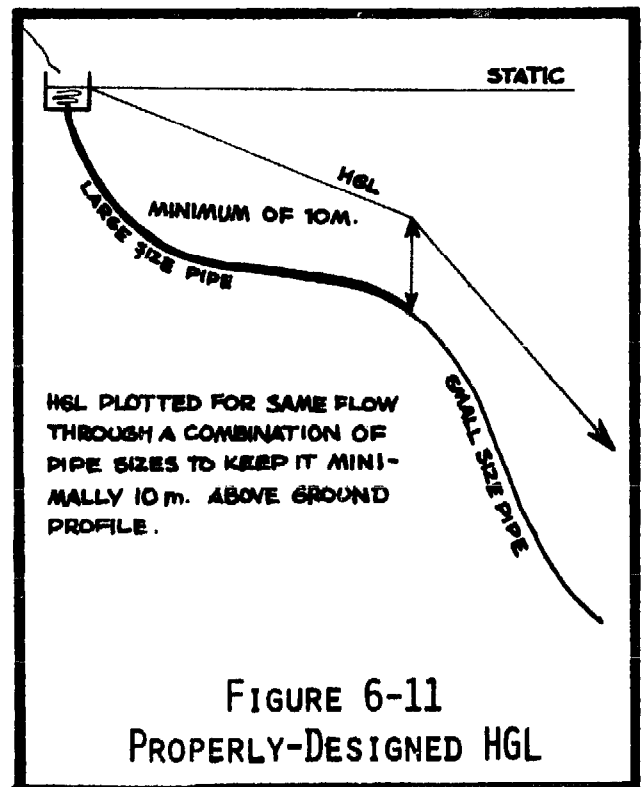 STATIC
HGL
MINIMUM OF 10M.
LARGE SIZE PIPE
SMALL SIZE PIPE
HGL PLOTTED FOR SAME FLOW
THROUGH A COMBINATION OF
PIPE SIZES TO KEEP IT MINI-
MALLY 10 m. ABOVE GROUND
PROFILE.
FIGURE 6-11
PROPERLY-DESIGNED HGL